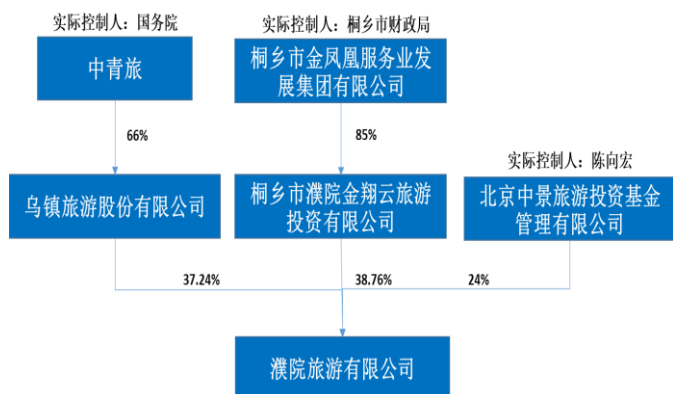 实际控制人：国务院
实际控制人：桐乡市财政局
中青旅
桐乡市金凤凰服务业发
展集团有限公司
66%
85%
实际控制人：陈向宏
乌镇旅游股份有限公司
桐乡市濮院金翔云旅游
投资有限公司
北京中景旅游投资基金
管理有限公司
37.24%
38.76%
24%
濮院旅游有限公司